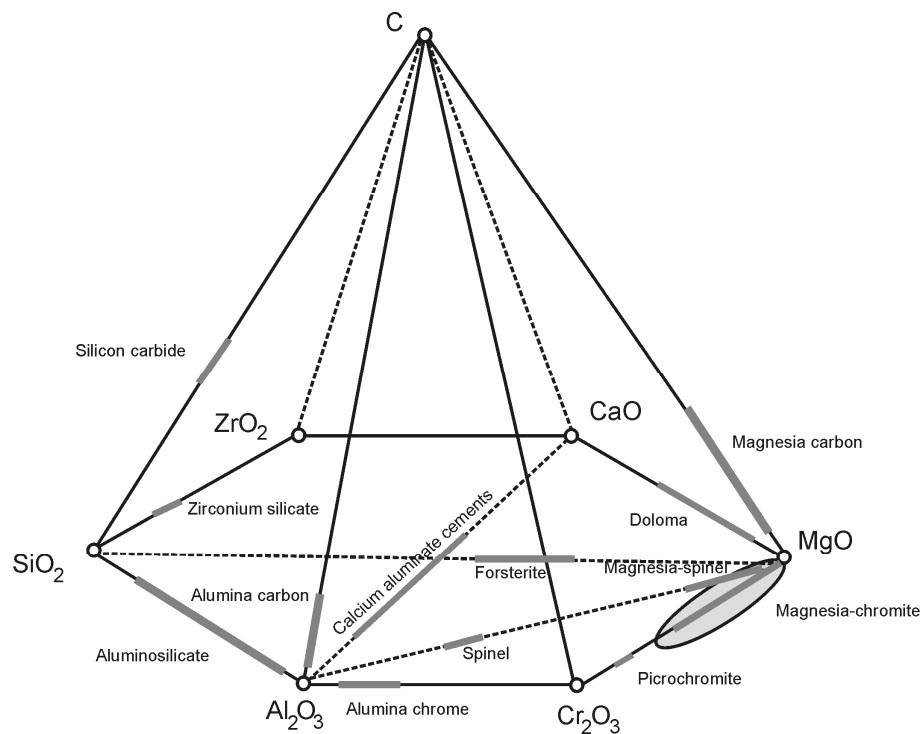 C
Silicon carbide
ZrO2
CaO
Magnesia carbon
Zirconium silicate
Doloma
SiO2
MgO
Calcium aluminate cements
Forsterite
Magnesia-spinel
Alumina carbon
Magnesia-chromite
Aluminosilicate
Spinel
Picrochromite
Al2O3
Alumina chrome
Cr2O3